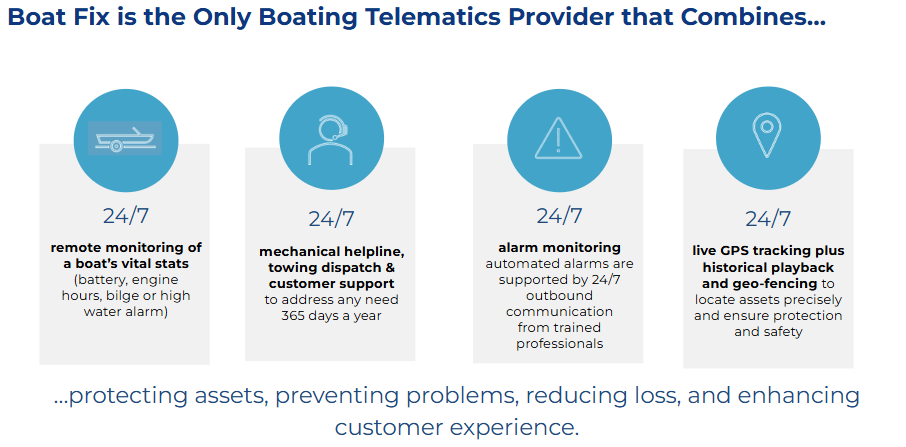 Boat Fix is the Only Boating Telematics Provider that Combines...
24/7
remote monitoring of
a boat's vital stats
(battery, engine
hours, bilge or high
water alarm)
24/7
mechanical helpline,
towing dispatch &
customer support
to address any need
365 days a year
24/7
alarm monitoring
automated alarms are
supported by 24/7
outbound
communication
from trained
professionals
24/7
live GPS tracking plus
historical playback
and geo-fencing to
locate assets precisely
and ensure protection
and safety
...protecting assets, preventing problems, reducing loss, and enhancing
customer experience.